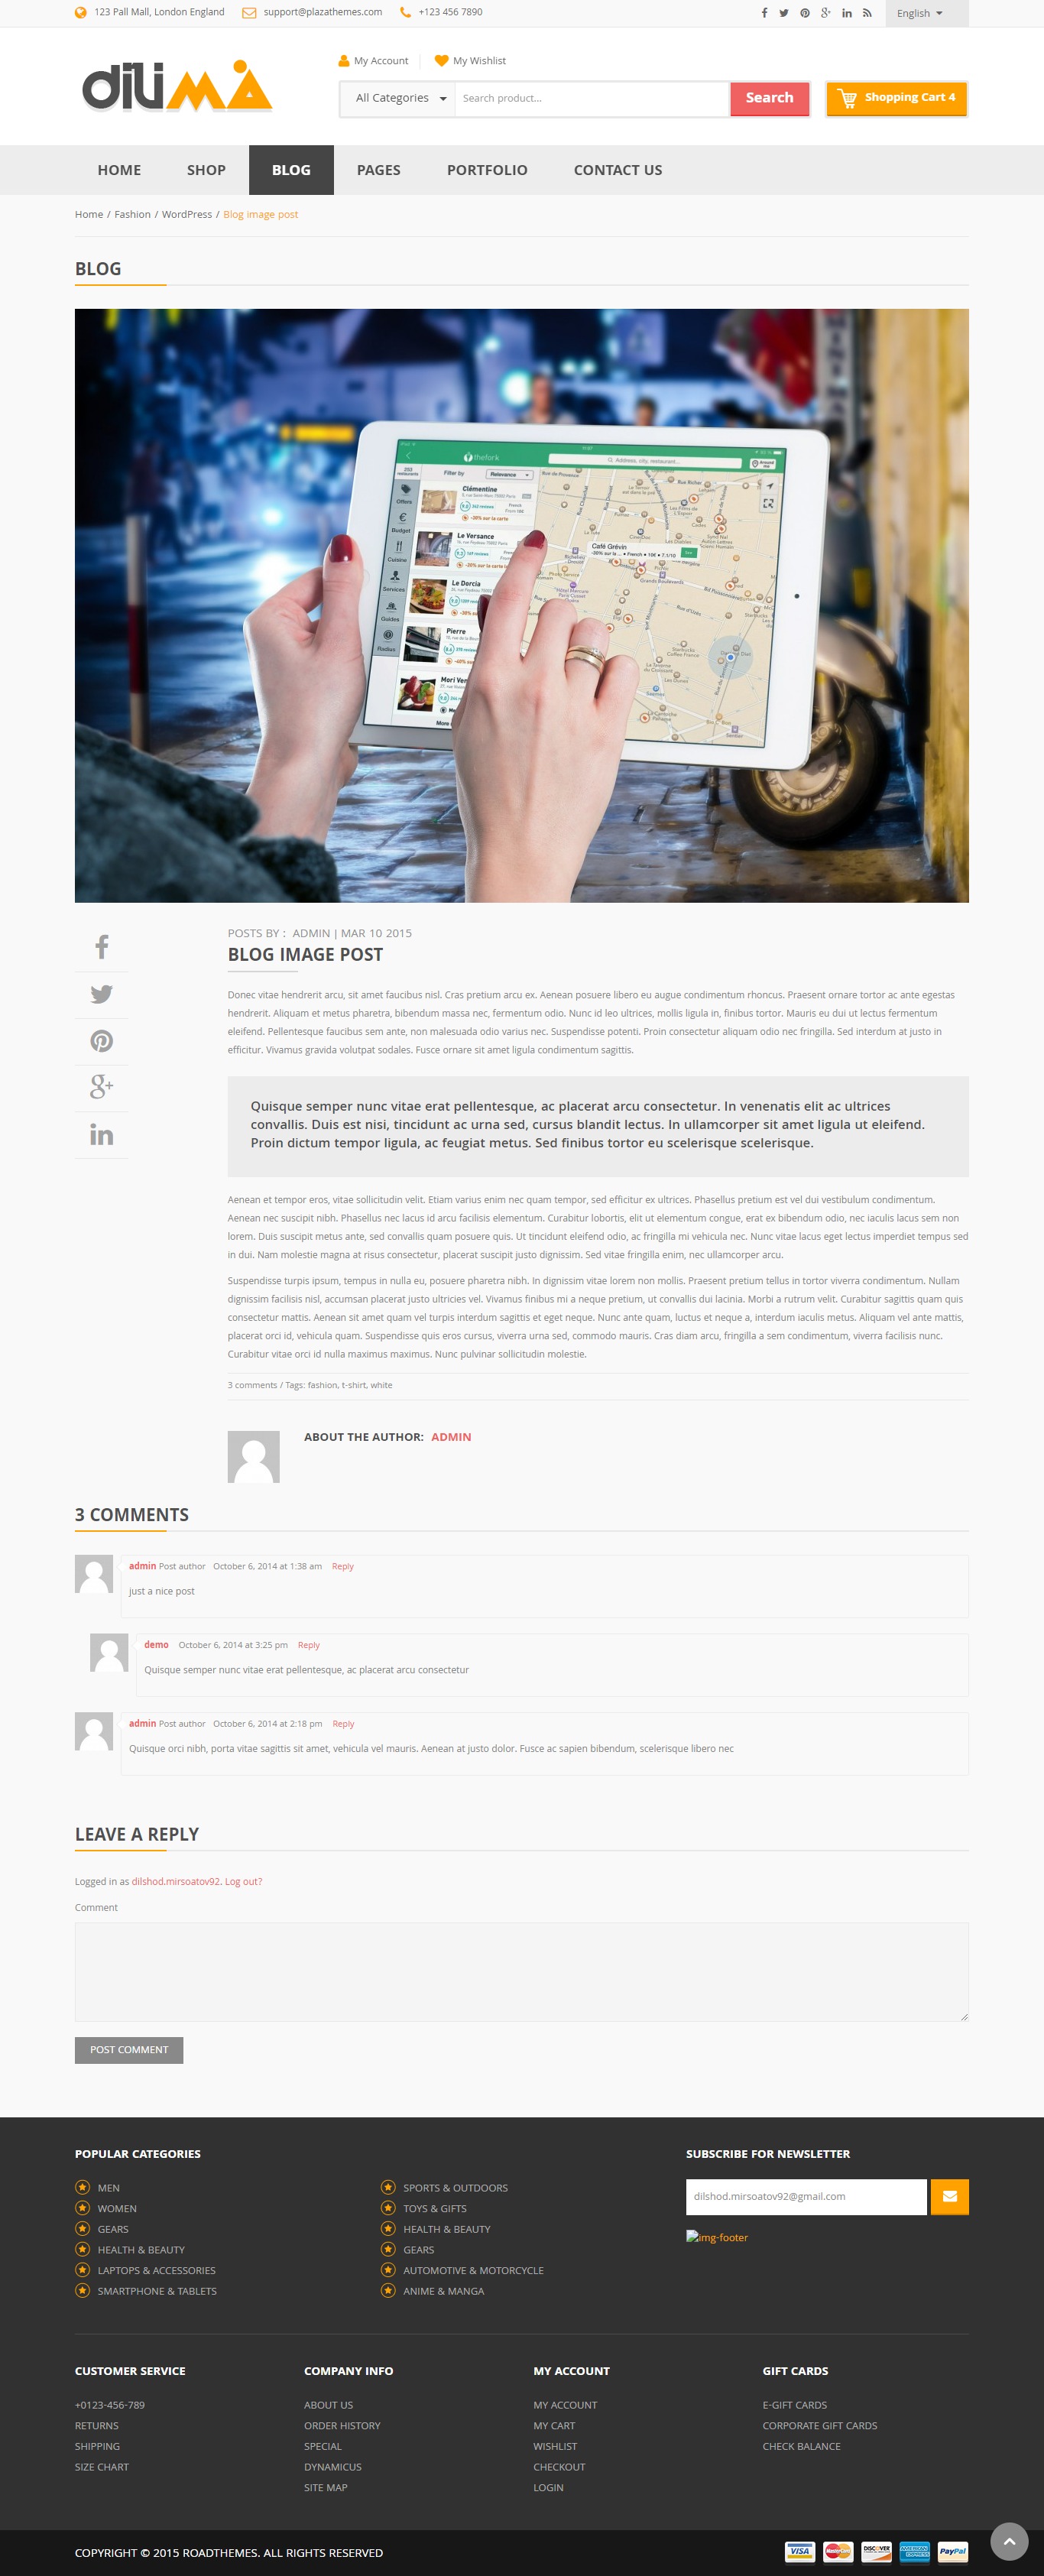 123 Pall Mall, London England support@plazathemes.com +123 456 7890 English
My Account My Wishlist
dilima
All Categories Search product... Search Shopping Cart 4
HOME SHOP BLOG PAGES PORTFOLIO CONTACT US
Home / Fashion / WordPress / Blog image post
BLOG
thefork
Address, city, restaurant...
Around me
203 restaurants
Filter by Relevance
Offers
Budget
Cuisine
Services
Guides
Radius
Clémentine
Le Versance
Le Dorcia
Pierre
Mori Ven
Café Grévin
POSTS BY : ADMIN | MAR 10 2015
BLOG IMAGE POST
Donec vitae hendrerit arcu, sit amet faucibus nisl. Cras pretium arcu ex. Aenean posuere libero eu augue condimentum rhoncus. Praesent ornare tortor ac ante egestas
hendrerit. Aliquam et metus pharetra, bibendum massa nec, fermentum odio. Nunc id leo ultrices, mollis ligula in, finibus tortor. Mauris eu dui ut lectus fermentum
eleifend. Pellentesque faucibus sem ante, non malesuada odio varius nec. Suspendisse potenti. Proin consectetur aliquam odio nec fringilla. Sed interdum at justo in
efficitur. Vivamus gravida volutpat sodales. Fusce ornare sit amet ligula condimentum sagittis.
Quisque semper nunc vitae erat pellentesque, ac placerat arcu consectetur. In venenatis elit ac ultrices
convallis. Duis est nisi, tincidunt ac urna sed, cursus blandit lectus. In ullamcorper sit amet ligula ut eleifend.
Proin dictum tempor ligula, ac feugiat metus. Sed finibus tortor eu scelerisque scelerisque.
Aenean et tempor eros, vitae sollicitudin velit. Etiam varius enim nec quam tempor, sed efficitur ex ultrices. Phasellus pretium est vel dui vestibulum condimentum.
Aenean nec suscipit nibh. Phasellus nec lacus id arcu facilisis elementum. Curabitur lobortis, elit ut elementum congue, erat ex bibendum odio, nec iaculis lacus sem non
lorem. Duis suscipit metus ante, sed convallis quam posuere quis. Ut tincidunt eleifend odio, ac fringilla mi vehicula nec. Nunc vitae lacus eget lectus imperdiet tempus sed
in dui. Nam molestie magna at risus consectetur, placerat suscipit justo dignissim. Sed vitae fringilla enim, nec ullamcorper arcu.
Suspendisse turpis ipsum, tempus in nulla eu, posuere pharetra nibh. In dignissim vitae lorem non mollis. Praesent pretium tellus in tortor viverra condimentum. Nullam
dignissim facilisis nisl, accumsan placerat justo ultricies vel. Vivamus finibus mi a neque pretium, ut convallis dui lacinia. Morbi a rutrum velit. Curabitur sagittis quam quis
consectetur mattis. Aenean sit amet quam vel turpis interdum sagittis et eget neque. Nunc ante quam, luctus et neque a, interdum iaculis metus. Aliquam vel ante mattis,
placerat orci id, vehicula quam. Suspendisse quis eros cursus, viverra urna sed, commodo mauris. Cras diam arcu, fringilla a sem condimentum, viverra facilisis nunc.
Curabitur vitae orci id nulla maximus maximus. Nunc pulvinar sollicitudin molestie.
3 comments / Tags: fashion, t-shirt, white
ABOUT THE AUTHOR: ADMIN
3 COMMENTS
admin Post author October 6, 2014 at 1:38 am Reply
just a nice post
demo October 6, 2014 at 3:25 pm Reply
Quisque semper nunc vitae erat pellentesque, ac placerat arcu consectetur
admin Post author October 6, 2014 at 2:18 pm Reply
Quisque orci nibh, porta vitae sagittis sit amet, vehicula vel mauris. Aenean at justo dolor. Fusce ac sapien bibendum, scelerisque libero nec
LEAVE A REPLY
Logged in as dilshod.mirsoatov92. Log out?
Comment
POST COMMENT
POPULAR CATEGORIES SUBSCRIBE FOR NEWSLETTER
MEN SPORTS & OUTDOORS dilshod.mirsoatov92@gmail.com
WOMEN TOYS & GIFTS
GEARS HEALTH & BEAUTY img-footer
HEALTH & BEAUTY GEARS
LAPTOPS & ACCESSORIES AUTOMOTIVE & MOTORCYCLE
SMARTPHONE & TABLETS ANIME & MANGA
CUSTOMER SERVICE COMPANY INFO MY ACCOUNT GIFT CARDS
+0123-456-789 ABOUT US MY ACCOUNT E-GIFT CARDS
RETURNS ORDER HISTORY MY CART CORPORATE GIFT CARDS
SHIPPING SPECIAL WISHLIST CHECK BALANCE
SIZE CHART DYNAMICUS CHECKOUT
SITE MAP LOGIN
COPYRIGHT © 2015 ROADTHEMES. ALL RIGHTS RESERVED VISA MasterCard DISCOVER AMERICAN EXPRESS PayPal